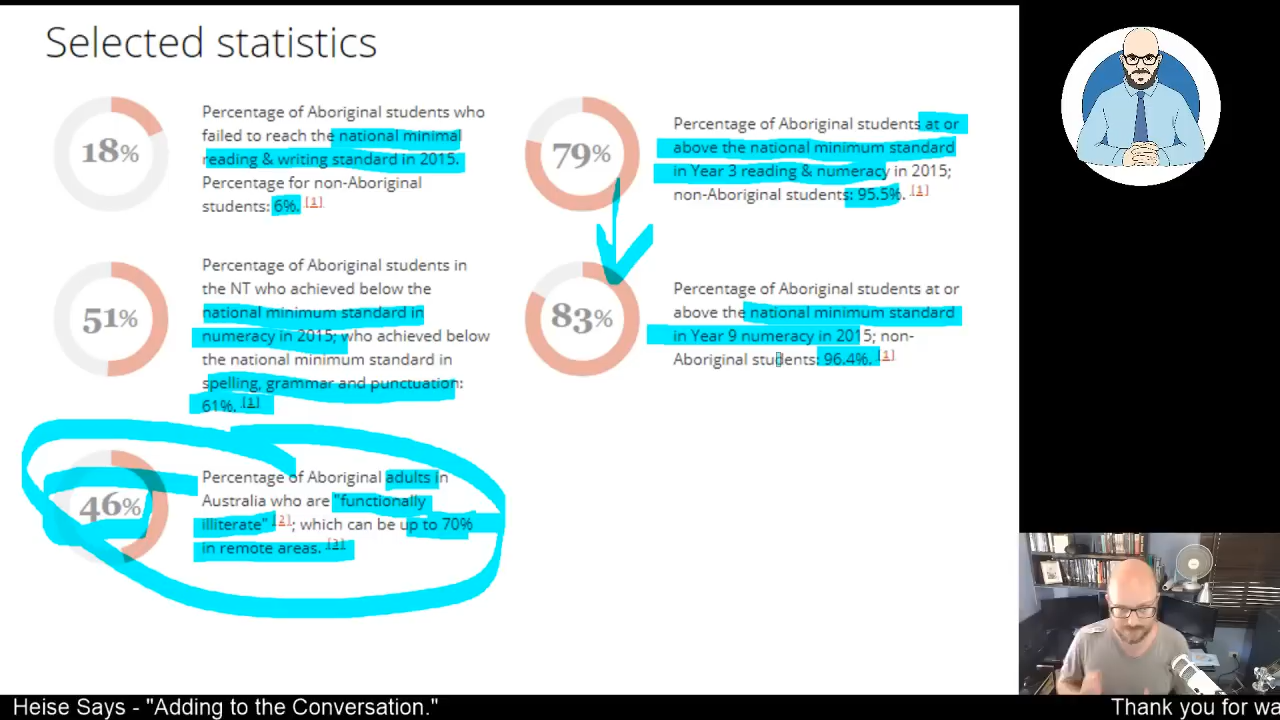 Selected statistics
18%
Percentage of Aboriginal students who
failed to reach the national minimal
reading & writing standard in 2015.
Percentage for non-Aboriginal
students: 6%. [1]
79%
Percentage of Aboriginal students at or
above the national minimum standard
in Year 3 reading & numeracy in 2015;
non-Aboriginal students: 95.5%. [1]
51%
Percentage of Aboriginal students in
the NT who achieved below the
national minimum standard in
numeracy in 2015; who achieved below
the national minimum standard in
spelling, grammar and punctuation:
61%. [1]
83%
Percentage of Aboriginal students at or
above the national minimum standard
in Year 9 numeracy in 2015; non-
Aboriginal students: 96.4%. [1]
46%
Percentage of Aboriginal adults in
Australia who are "functionally
illiterate" [2]; which can be up to 70%
in remote areas. [3]
Heise Says - "Adding to the Conversation."
Thank you for wa